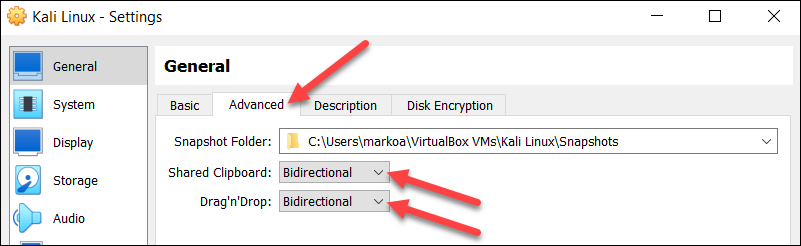 Kali Linux - Settings
General
System
Display
Storage
Audio
General
Basic Advanced Description Disk Encryption
Snapshot Folder: C:\Users\markoa\VirtualBox VMs\Kali Linux\Snapshots
Shared Clipboard: Bidirectional
Drag'n'Drop: Bidirectional